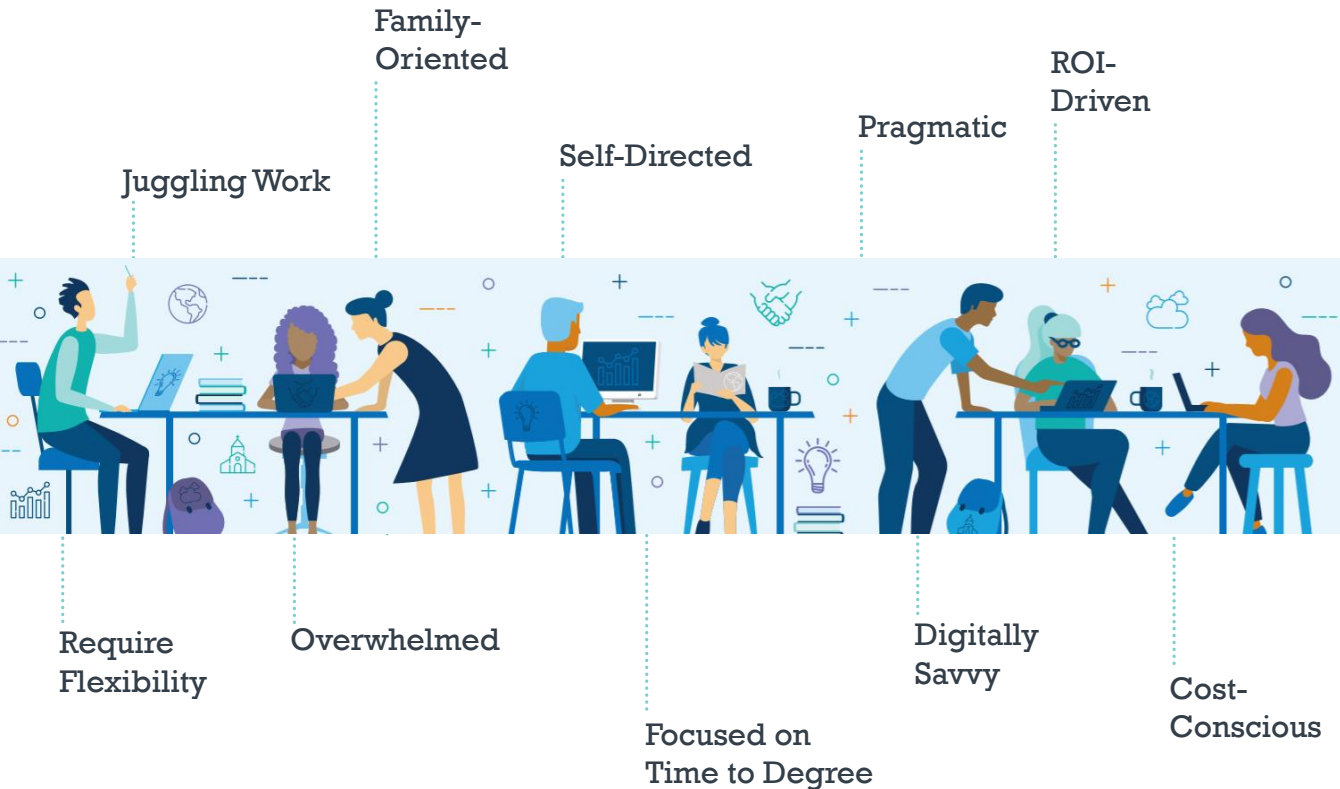 Family-
Oriented
ROI-
Driven
Pragmatic
Self-Directed
Juggling Work
Require
Flexibility
Overwhelmed
Focused on
Time to Degree
Digitally
Savvy
Cost-
Conscious